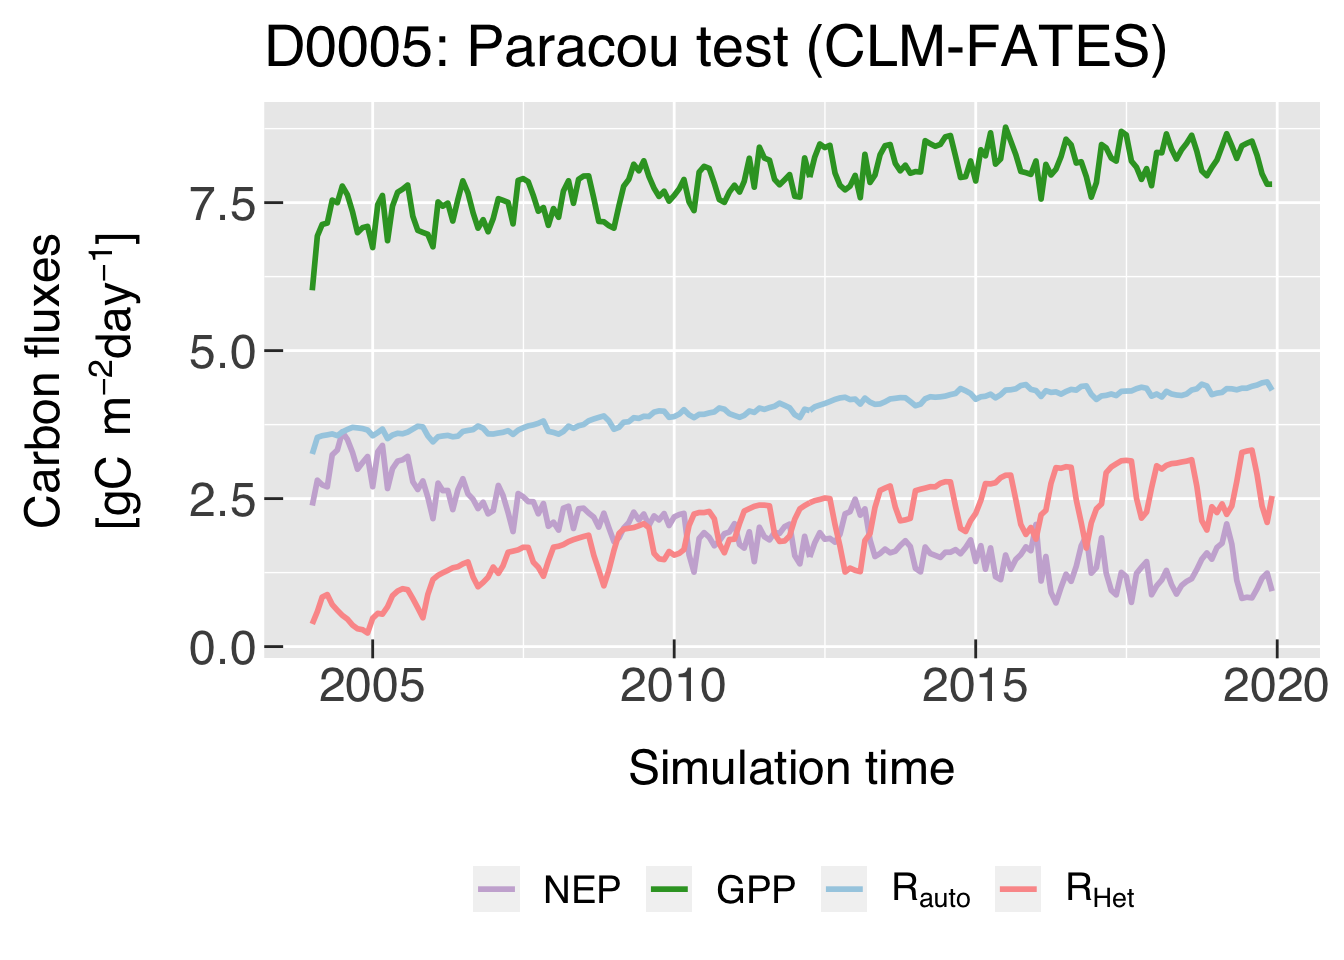 D0005: Paracou test (CLM-FATES)
Carbon fluxes
[gC m⁻²day⁻¹]
7.5
5.0
2.5
0.0
2005 2010 2015 2020
Simulation time
NEP GPP Rauto RHet